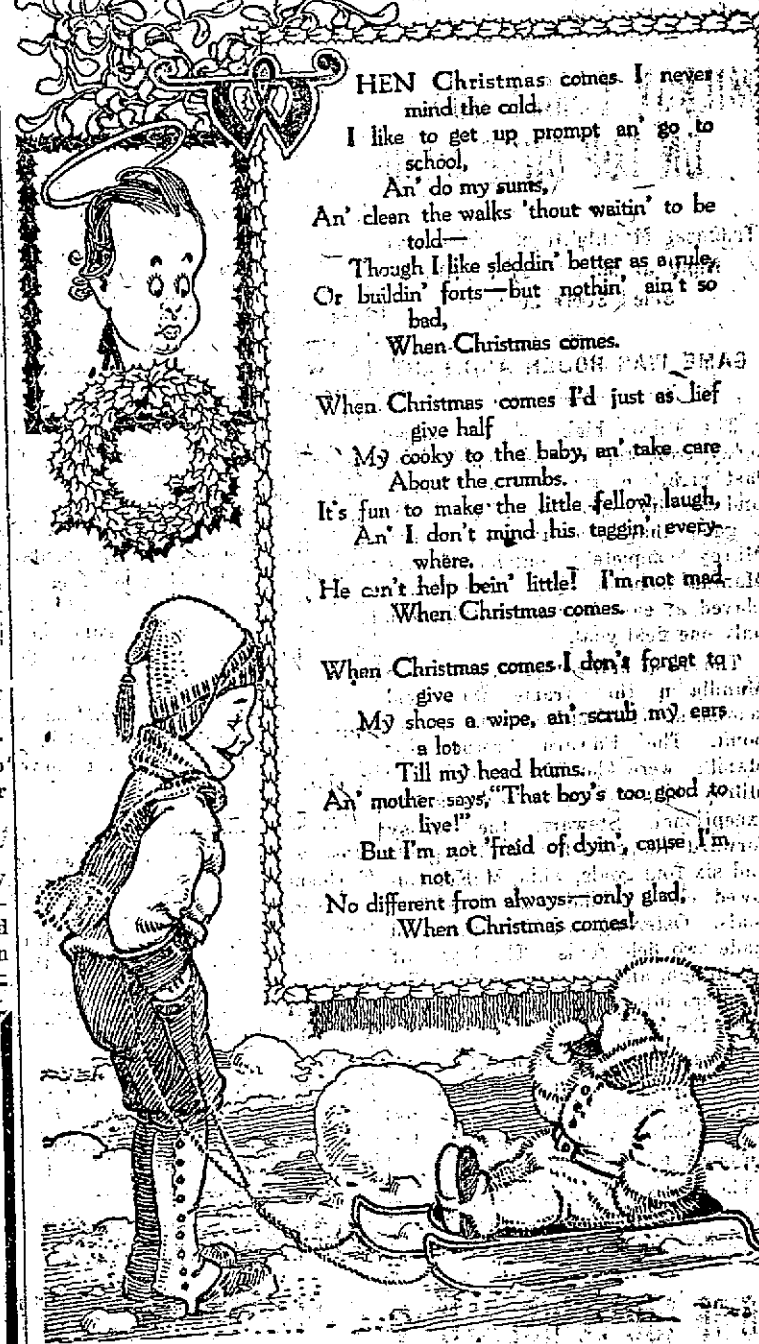 WHEN Christmas comes I never
mind the cold.
I like to get up prompt an' go to
school,
An' do my sums,
An' clean the walks 'thout waitin' to be
told—
Though I like sleddin' better as a rule,
Or buildin' forts—but nothin' ain't so
bad,
When Christmas comes.
When Christmas comes I'd just as lief
give half
My cooky to the baby, an' take care
About the crumbs.
It's fun to make the little fellow laugh,
An' I don't mind his taggin' every-
where.
He can't help bein' little! I'm not mad
When Christmas comes.
When Christmas comes I don't forget to
give
My shoes a wipe, an' scrub my ears
a lot
Till my head hums.
An' mother says, "That boy's too good to
live!"
But I'm not 'fraid of dyin', cause I'm
not
No different from always—only glad,
When Christmas comes!